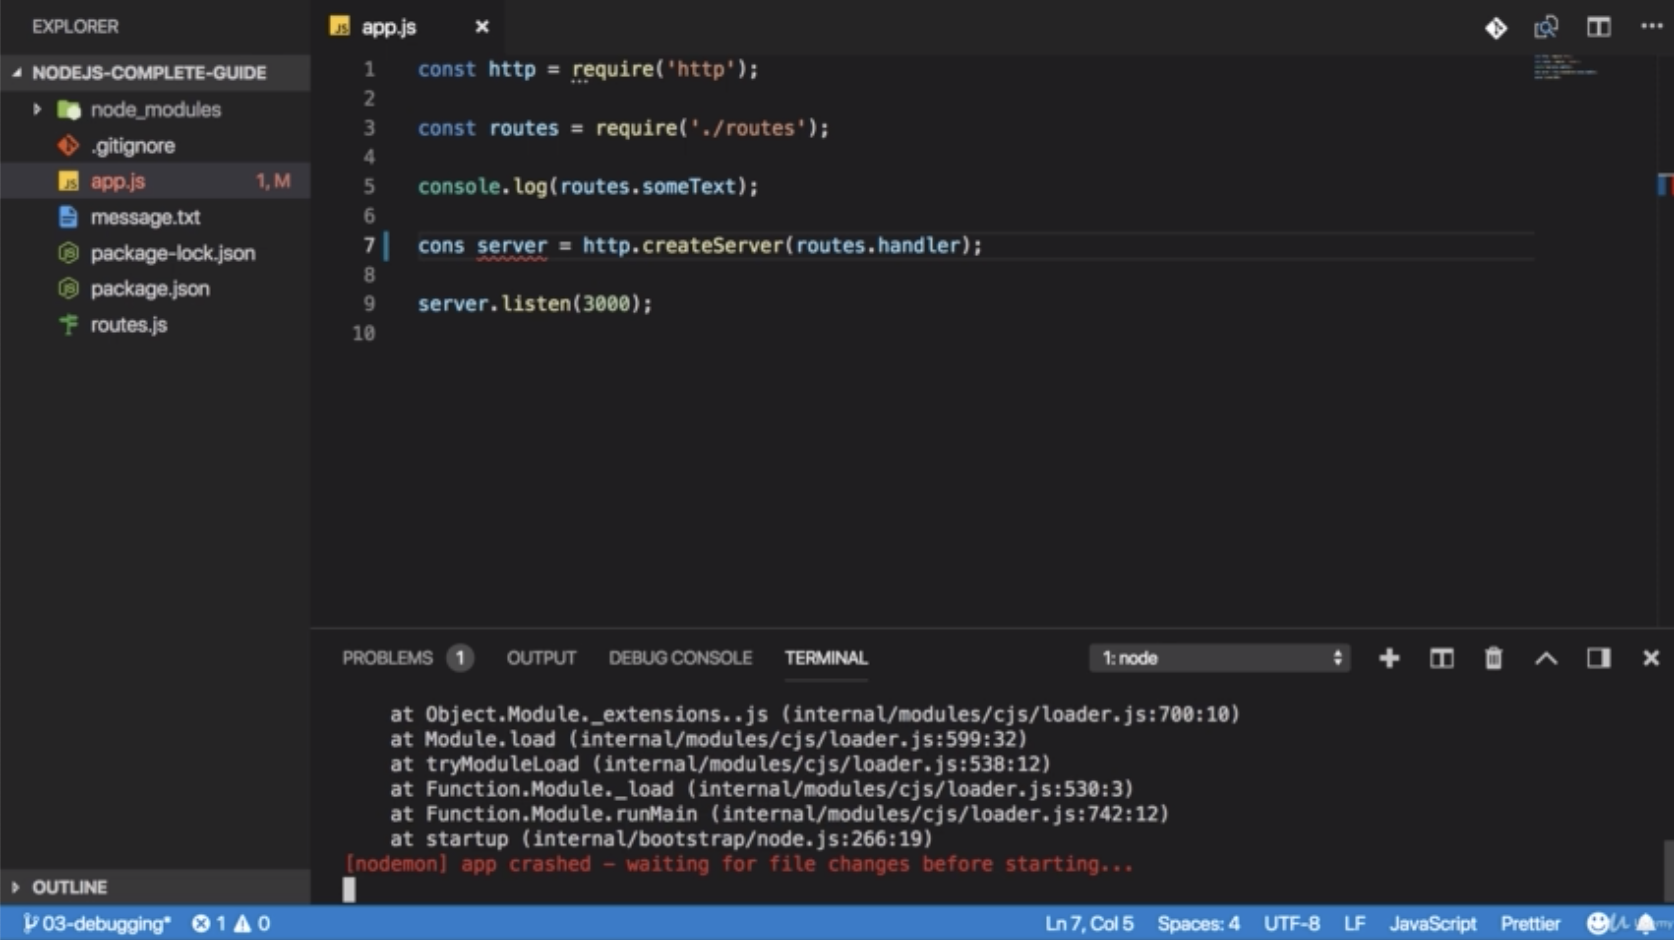 EXPLORER
app.js
NODEJS-COMPLETE-GUIDE
node_modules
.gitignore
app.js 1, M
message.txt
package-lock.json
package.json
routes.js
OUTLINE
1 const http = require('http');
2
3 const routes = require('./routes');
4
5 console.log(routes.someText);
6
7 cons server = http.createServer(routes.handler);
8
9 server.listen(3000);
10
PROBLEMS 1 OUTPUT DEBUG CONSOLE TERMINAL 1: node
at Object.Module._extensions..js (internal/modules/cjs/loader.js:700:10)
at Module.load (internal/modules/cjs/loader.js:599:32)
at tryModuleLoad (internal/modules/cjs/loader.js:538:12)
at Function.Module._load (internal/modules/cjs/loader.js:530:3)
at Function.Module.runMain (internal/modules/cjs/loader.js:742:12)
at startup (internal/bootstrap/node.js:266:19)
[nodemon] app crashed - waiting for file changes before starting...
03-debugging* 1 0 Ln 7, Col 5 Spaces: 4 UTF-8 LF JavaScript Prettier